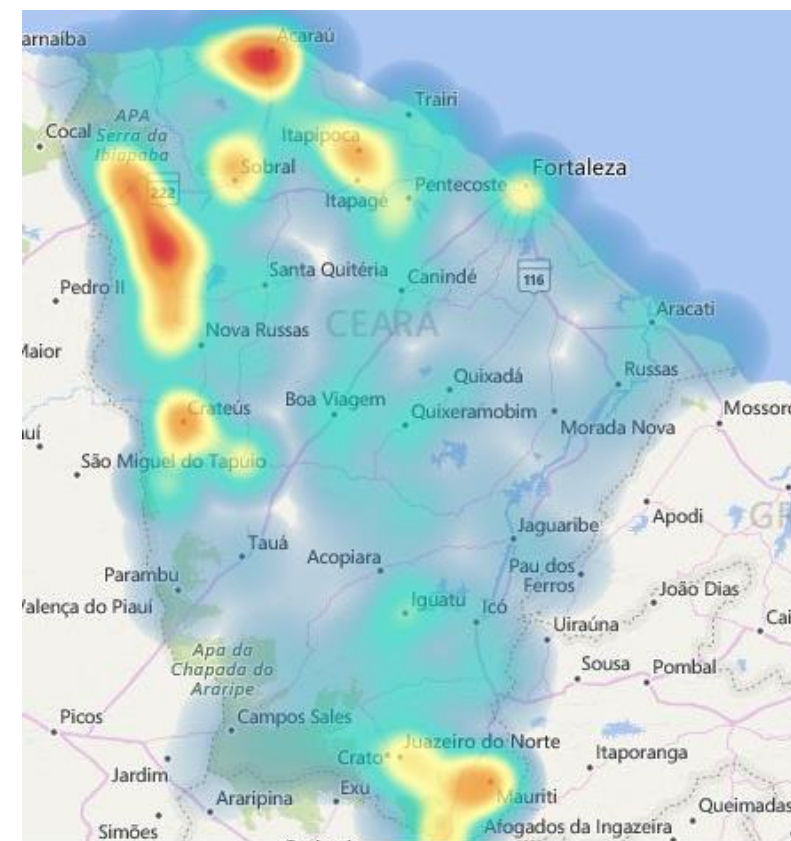 arnaíba
Acaraú
Trairi
APA
Serra da
Ibiapaba
Cocal
Itapipoca
Sobral
Fortaleza
222
Itapagé
Pentecoste
Santa Quitéria
Canindé
116
Pedro II
Aracati
CEARÁ
Nova Russas
Maior
Russas
Quixadá
Crateús
Boa Viagem
Quixeramobim
Mossoró
Morada Nova
uí
São Miguel do Tapuio
Apodi
GR
Jaguaribe
Tauá
Acopiara
Pau dos
Ferros
Parambu
João Dias
Valença do Piauí
Iguatu
Icó
Cai
Uiraúna
Apa da
Chapada do
Araripe
Sousa
Pombal
Picos
Campos Sales
Juazeiro do Norte
Crato
Itaporanga
Jardim
Exu
Mauriti
Araripina
Queimadas
Afogados da Ingazeira
Simões